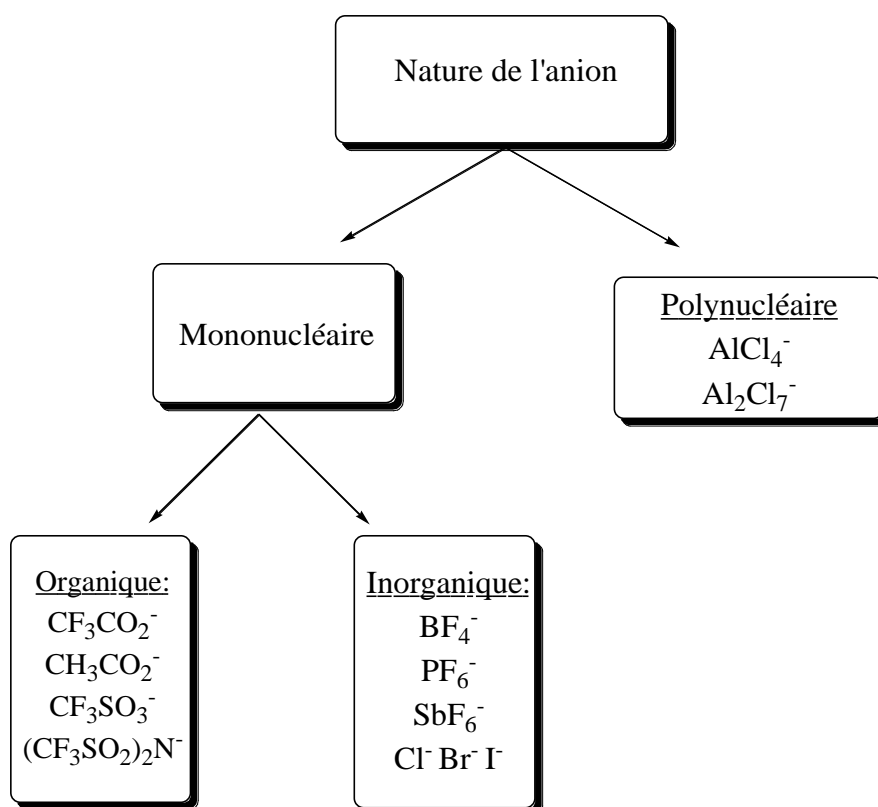 Nature de l'anion
Mononucléaire
Polynucléaire
AlCl₄⁻
Al₂Cl₇⁻
Organique:
CF₃CO₂⁻
CH₃CO₂⁻
CF₃SO₃⁻
(CF₃SO₂)₂N⁻
Inorganique:
BF₄⁻
PF₆⁻
SbF₆⁻
Cl⁻ Br⁻ I⁻